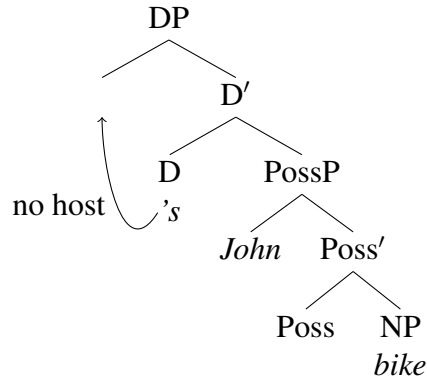 DP
D′
D PossP
no host 's
John Poss′
Poss NP
bike